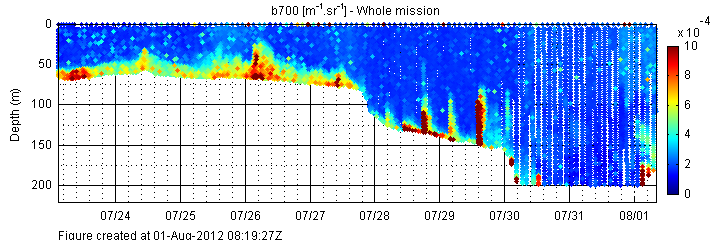 b700 [m⁻¹.sr⁻¹] - Whole mission
x 10⁻⁴
0
50
100
150
200
Depth (m)
10
8
6
4
2
0
07/24 07/25 07/26 07/27 07/28 07/29 07/30 07/31 08/01
Figure created at 01-Aug-2012 08:19:27Z